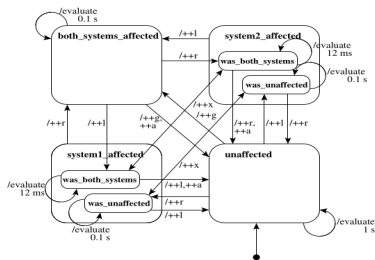 /evaluate
0.1 s
/++l
both_systems_affected
system2_affected
/evaluate
12 ms
/++r
was_both_systems
was_unaffected
/evaluate
0.1 s
/++x
/++g
/++g,
++a
/++r
/++l
/++r,
++a
/++l
/++r
system1_affected
unaffected
/++x
/evaluate
12 ms
was_both_systems
/++l,++a
was_unaffected
/++r
/++l
/evaluate
0.1 s
/evaluate
1 s